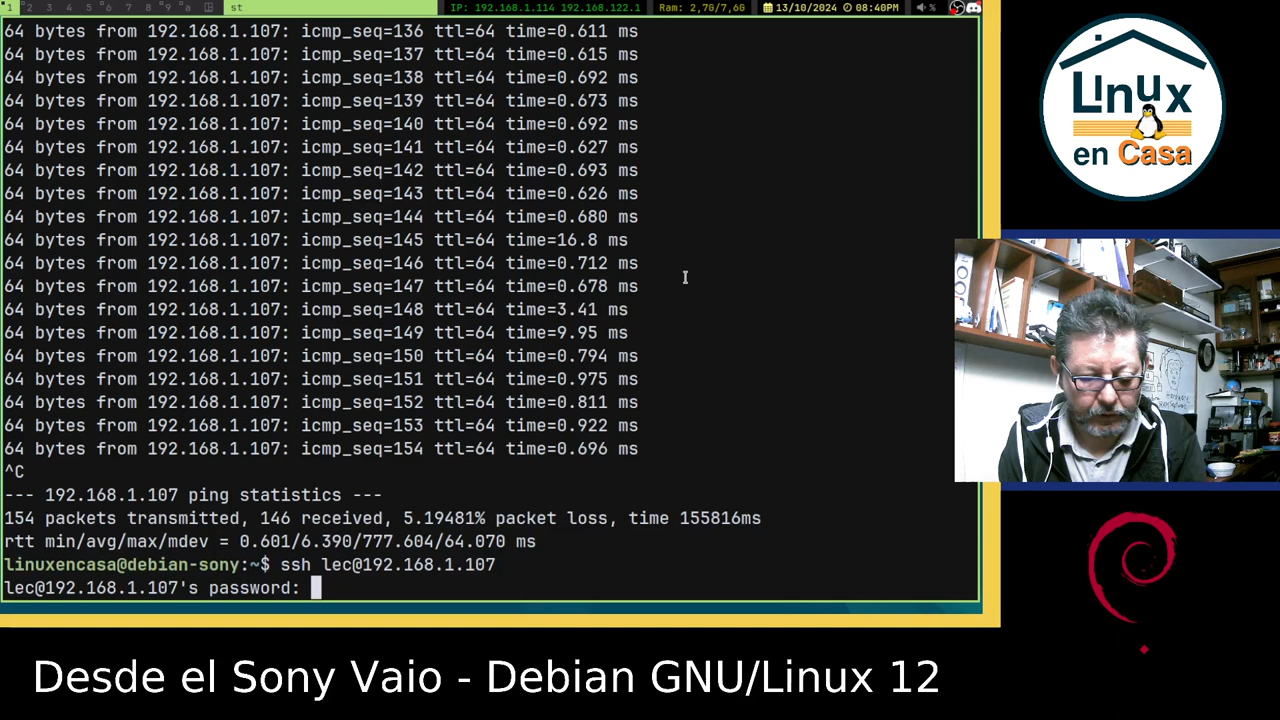 1 2 3 4 5 6 7 8 9 a st IP: 192.168.1.114 192.168.122.1 Ram: 2,7G/7,6G 13/10/2024 08:40PM %
64 bytes from 192.168.1.107: icmp_seq=136 ttl=64 time=0.611 ms
64 bytes from 192.168.1.107: icmp_seq=137 ttl=64 time=0.615 ms
64 bytes from 192.168.1.107: icmp_seq=138 ttl=64 time=0.692 ms
64 bytes from 192.168.1.107: icmp_seq=139 ttl=64 time=0.673 ms
64 bytes from 192.168.1.107: icmp_seq=140 ttl=64 time=0.692 ms
64 bytes from 192.168.1.107: icmp_seq=141 ttl=64 time=0.627 ms
64 bytes from 192.168.1.107: icmp_seq=142 ttl=64 time=0.693 ms
64 bytes from 192.168.1.107: icmp_seq=143 ttl=64 time=0.626 ms
64 bytes from 192.168.1.107: icmp_seq=144 ttl=64 time=0.680 ms
64 bytes from 192.168.1.107: icmp_seq=145 ttl=64 time=16.8 ms
64 bytes from 192.168.1.107: icmp_seq=146 ttl=64 time=0.712 ms
64 bytes from 192.168.1.107: icmp_seq=147 ttl=64 time=0.678 ms
64 bytes from 192.168.1.107: icmp_seq=148 ttl=64 time=3.41 ms
64 bytes from 192.168.1.107: icmp_seq=149 ttl=64 time=9.95 ms
64 bytes from 192.168.1.107: icmp_seq=150 ttl=64 time=0.794 ms
64 bytes from 192.168.1.107: icmp_seq=151 ttl=64 time=0.975 ms
64 bytes from 192.168.1.107: icmp_seq=152 ttl=64 time=0.811 ms
64 bytes from 192.168.1.107: icmp_seq=153 ttl=64 time=0.922 ms
64 bytes from 192.168.1.107: icmp_seq=154 ttl=64 time=0.696 ms
^C
--- 192.168.1.107 ping statistics ---
154 packets transmitted, 146 received, 5.19481% packet loss, time 155816ms
rtt min/avg/max/mdev = 0.601/6.390/777.604/64.070 ms
linuxencasa@debian-sony:~$ ssh lec@192.168.1.107
lec@192.168.1.107's password:
Linux
en Casa
Desde el Sony Vaio - Debian GNU/Linux 12